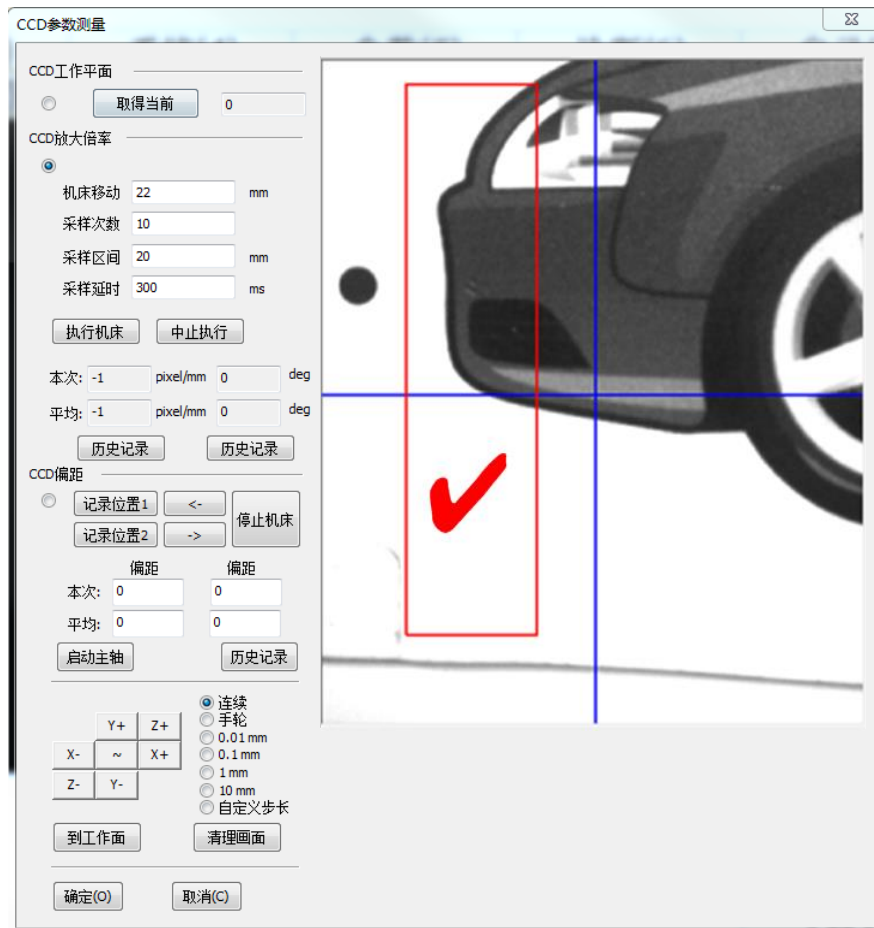 CCD参数测量
CCD工作平面
取得当前 0
CCD放大倍率
机床移动 22 mm
采样次数 10
采样区间 20 mm
采样延时 300 ms
执行机床 中止执行
本次: -1 pixel/mm 0 deg
平均: -1 pixel/mm 0 deg
历史记录 历史记录
CCD偏距
记录位置1 <- 停止机床
记录位置2 ->
偏距 偏距
本次: 0 0
平均: 0 0
启动主轴 历史记录
连续
手轮
0.01 mm
0.1 mm
1 mm
10 mm
自定义步长
Y+ Z+
X- ~ X+
Z- Y-
到工作面 清理画面
确定(O) 取消(C)